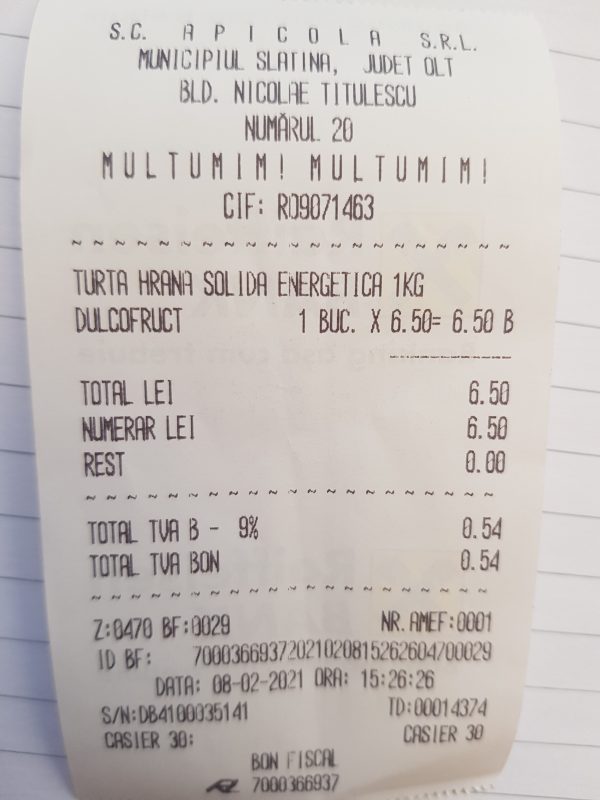 S.C. A P I C O L A S.R.L.
MUNICIPIUL SLATINA, JUDET OLT
BLD. NICOLAE TITULESCU
NUMĂRUL 20
MULTUMIM! MULTUMIM!
CIF: RO9071463
~ ~ ~ ~ ~ ~ ~ ~ ~ ~ ~ ~ ~ ~ ~ ~ ~ ~ ~ ~
TURTA HRANA SOLIDA ENERGETICA 1KG
DULCOFRUCT 1 BUC. X 6.50= 6.50 B
----------
TOTAL LEI 6.50
NUMERAR LEI 6.50
REST 0.00
~ ~ ~ ~ ~ ~ ~ ~ ~ ~ ~ ~ ~ ~ ~ ~ ~ ~ ~ ~
TOTAL TVA B - 9% 0.54
TOTAL TVA BON 0.54
~ ~ ~ ~ ~ ~ ~ ~ ~ ~ ~ ~ ~ ~ ~ ~ ~ ~ ~ ~
Z:0470 BF:0029 NR. AMEF:0001
ID BF: 70003669372021020815262604700029
DATA: 08-02-2021 ORA: 15:26:26
S/N:DB4100035141 TD:00014374
CASIER 30: CASIER 30
BON FISCAL
7000366937